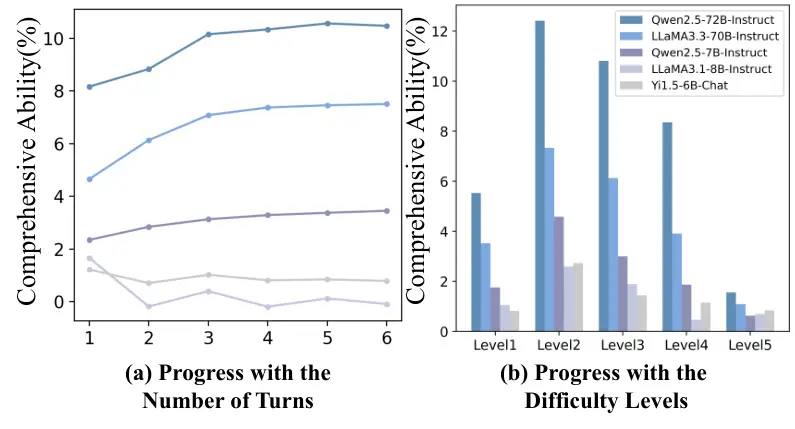 Comprehensive Ability(%)
10
8
6
4
2
0
1 2 3 4 5 6
(a) Progress with the
Number of Turns
Comprehensive Ability(%)
12
10
8
6
4
2
0
Qwen2.5-72B-Instruct
LLaMA3.3-70B-Instruct
Qwen2.5-7B-Instruct
LLaMA3.1-8B-Instruct
Yi1.5-6B-Chat
Level1 Level2 Level3 Level4 Level5
(b) Progress with the
Difficulty Levels